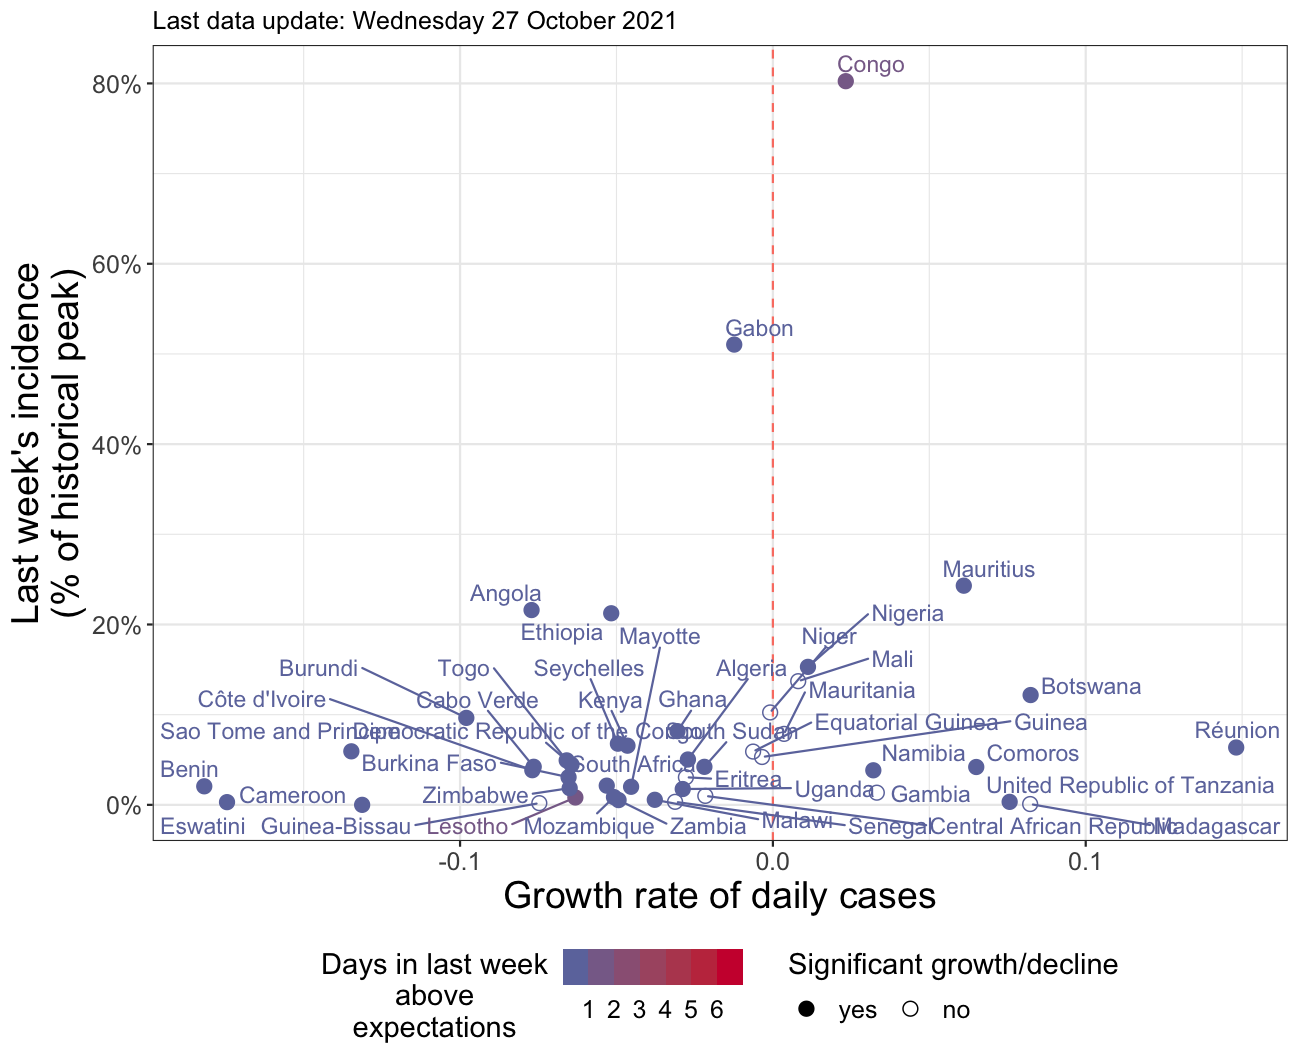 Last data update: Wednesday 27 October 2021
Last week's incidence
(% of historical peak)
80%
60%
40%
20%
0%
Congo
Gabon
Mauritius
Angola
Nigeria
Ethiopia
Mayotte
Niger
Mali
Burundi
Togo
Seychelles
Algeria
Botswana
Côte d'Ivoire
Cabo Verde
Kenya
Ghana
Mauritania
Equatorial Guinea
Guinea
Sao Tome and Principe
Democratic Republic of the Congo
South Sudan
Réunion
Burkina Faso
South Africa
Namibia
Comoros
Benin
Eritrea
United Republic of Tanzania
Cameroon
Zimbabwe
Uganda
Gambia
Eswatini
Guinea-Bissau
Lesotho
Mozambique
Zambia
Malawi
Senegal
Central African Republic
Madagascar
-0.1
0.0
0.1
Growth rate of daily cases
Days in last week
above
expectations
1 2 3 4 5 6
Significant growth/decline
yes
no